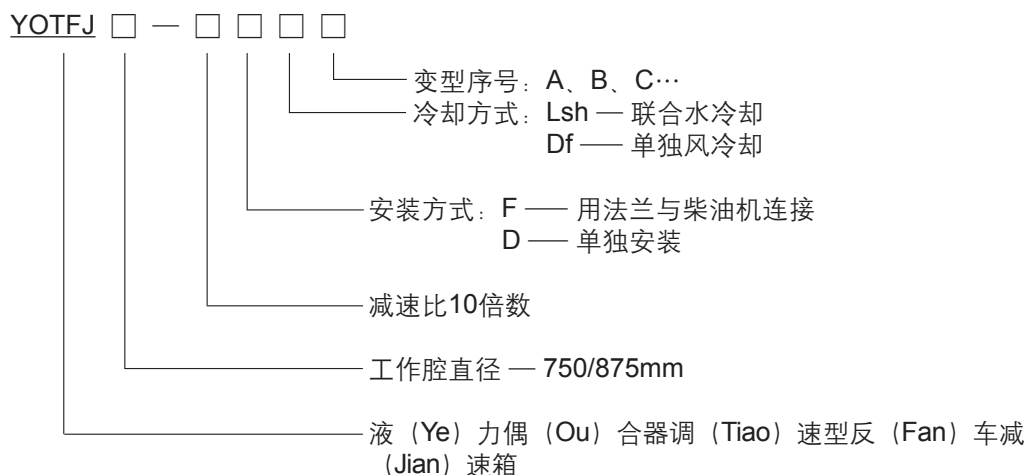 YOTFJ □ — □ □ □ □
变型序号：A、B、C…
冷却方式：Lsh — 联合水冷却
Df —— 单独风冷却
安装方式：F —— 用法兰与柴油机连接
D —— 单独安装
减速比10倍数
工作腔直径 — 750/875mm
液（Ye）力偶（Ou）合器调（Tiao）速型反（Fan）车减
（Jian）速箱